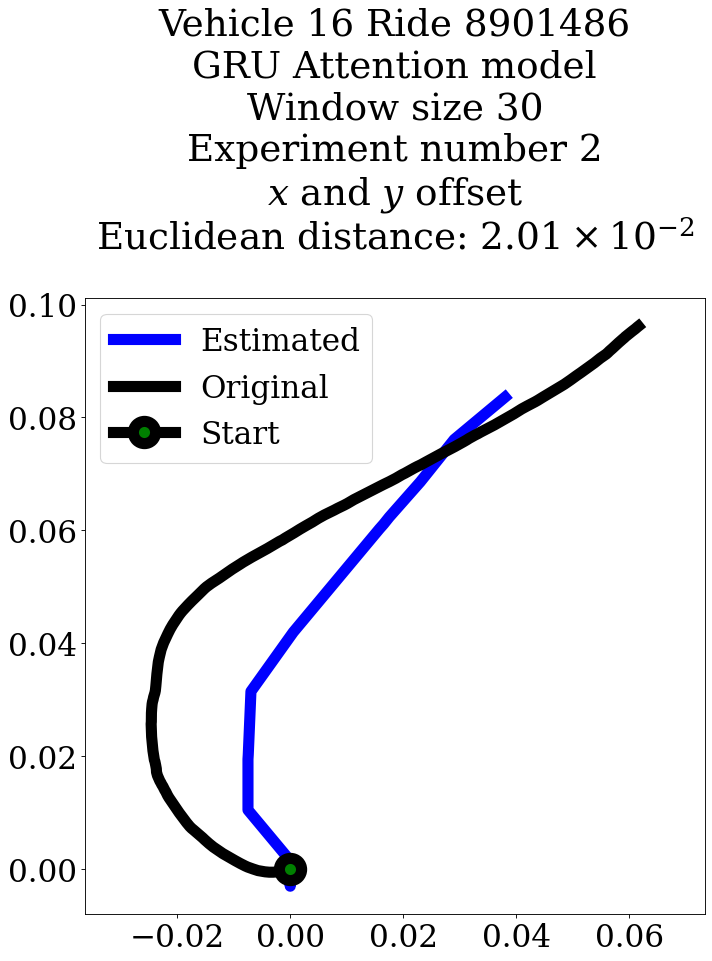 Vehicle 16 Ride 8901486
GRU Attention model
Window size 30
Experiment number 2
x and y offset
Euclidean distance: 2.01 × 10⁻²
Estimated
Original
Start
0.10
0.08
0.06
0.04
0.02
0.00
−0.02 0.00 0.02 0.04 0.06